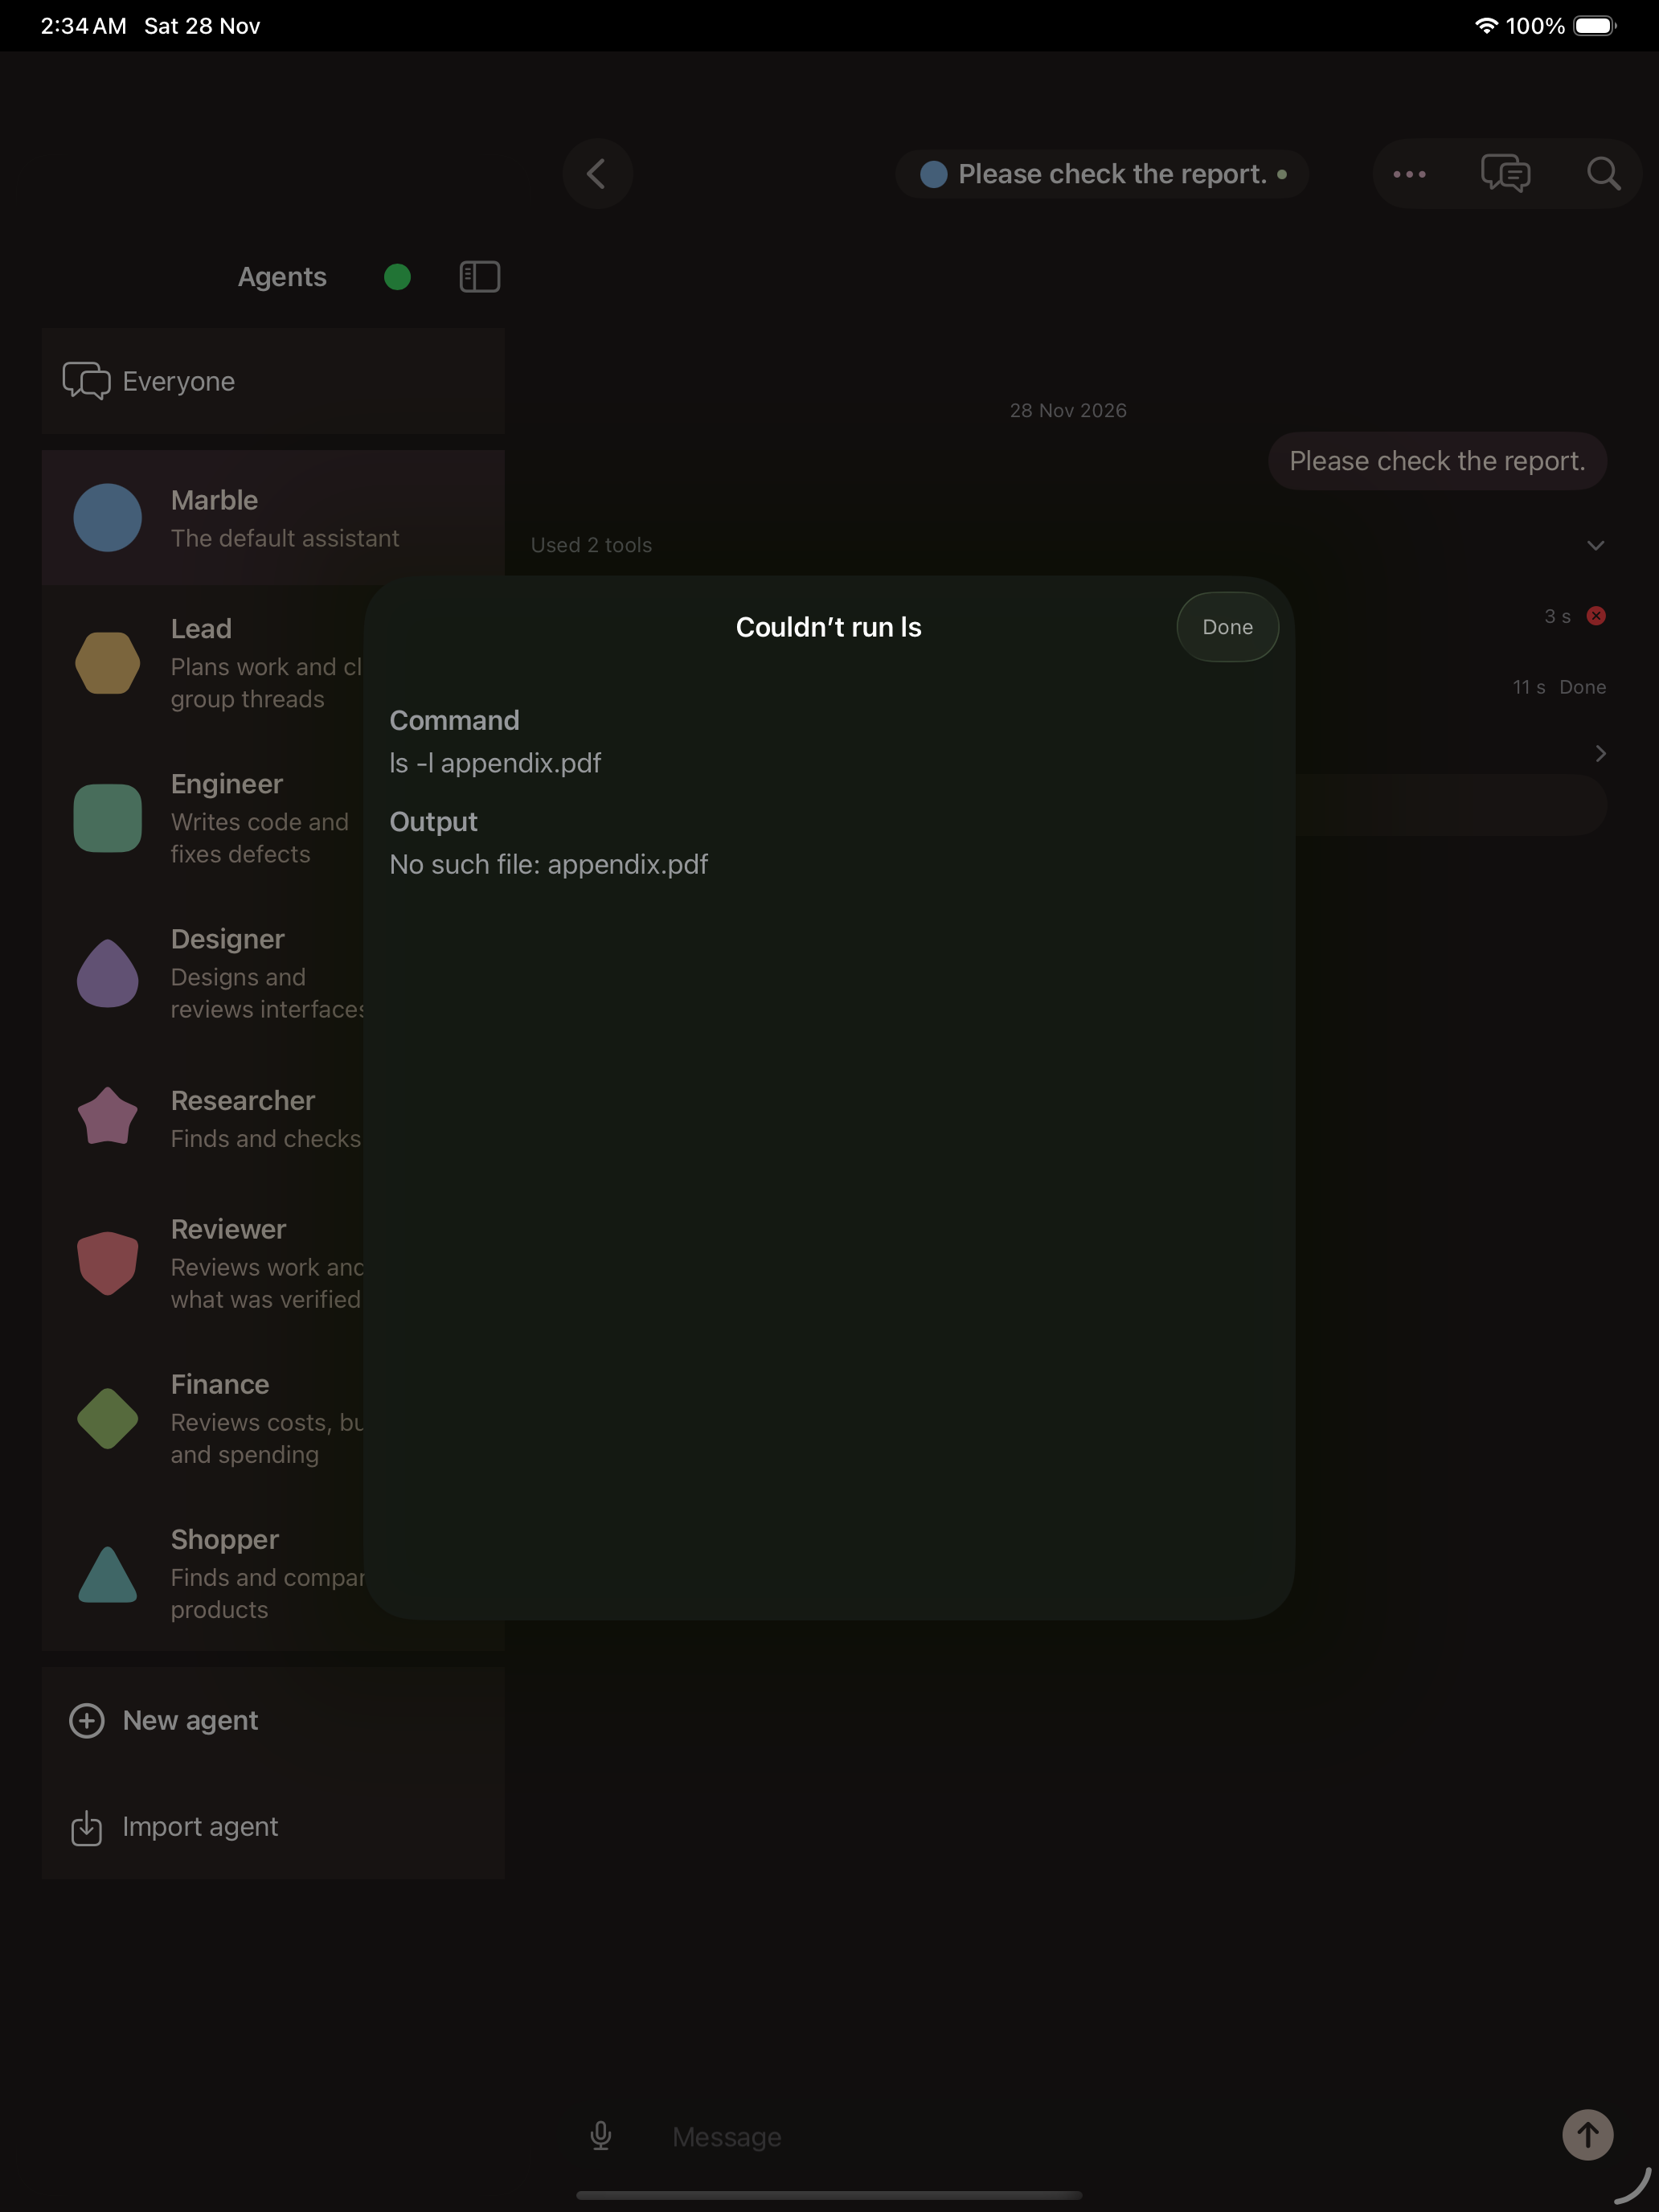 2:34 AM Sat 28 Nov
100%
Please check the report.
Agents
Everyone
28 Nov 2026
Please check the report.
Marble
The default assistant
Used 2 tools
Lead
Plans work and cl
group threads
3 s
11 s Done
Couldn’t run ls
Done
Command
ls -l appendix.pdf
Output
No such file: appendix.pdf
Engineer
Writes code and
fixes defects
Designer
Designs and
reviews interfaces
Researcher
Finds and checks
Reviewer
Reviews work and
what was verified
Finance
Reviews costs, bu
and spending
Shopper
Finds and compar
products
New agent
Import agent
Message